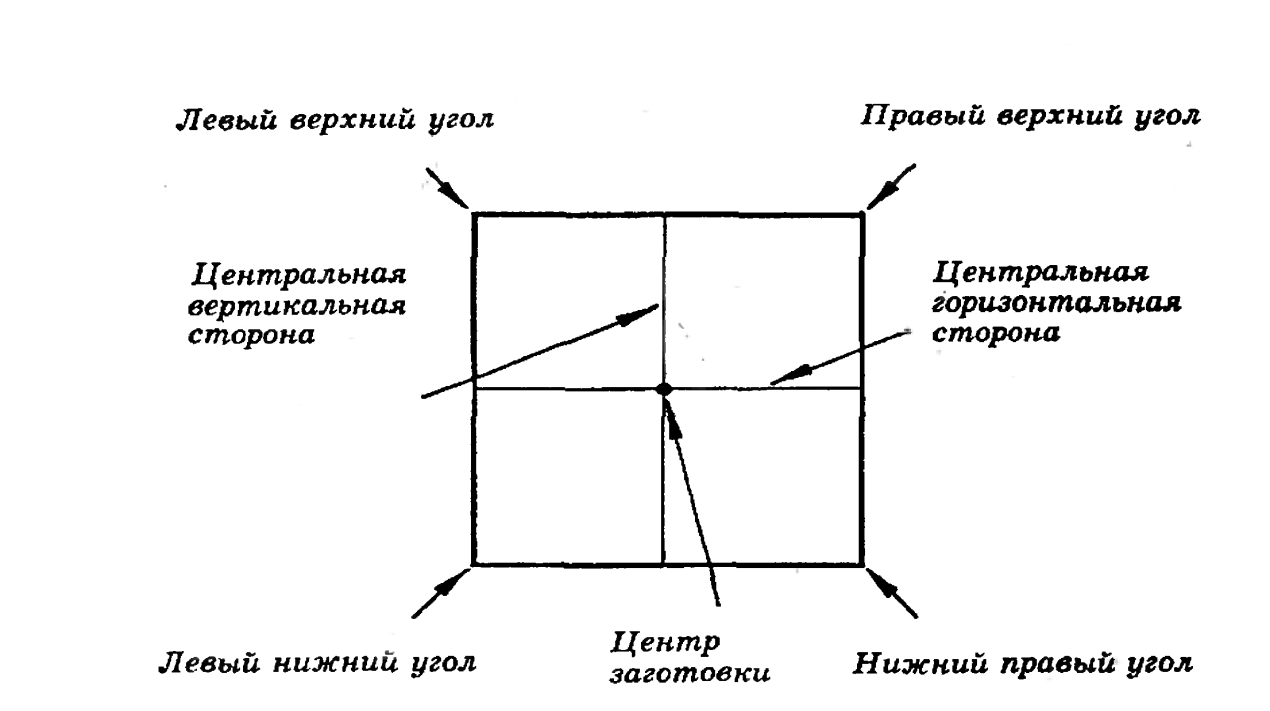 Левый верхний угол
Правый верхний угол
Центральная
вертикальная
сторона
Центральная
горизонтальная
сторона
Левый нижний угол
Центр
заготовки
Нижний правый угол